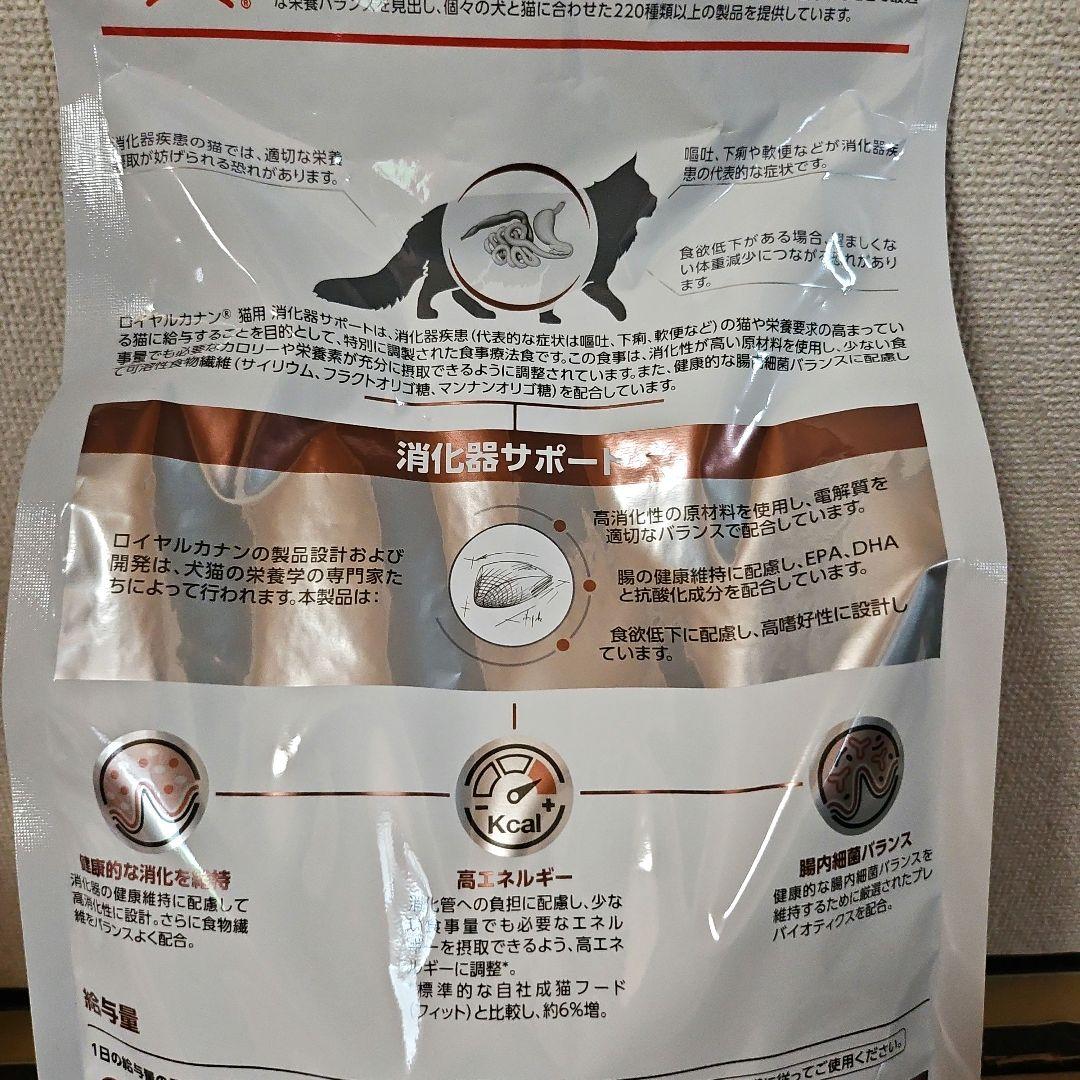 な栄養バランスを見出し、個々の犬と猫に合わせた220種類以上の製品を提供しています。
®
消化器疾患の猫では、適切な栄養
摂取が妨げられる恐れがあります。
嘔吐、下痢や軟便などが消化器疾
患の代表的な症状です。
食欲低下がある場合、望ましくな
い体重減少につながる恐れがあり
ます。
ロイヤルカナン® 猫用 消化器サポートは、消化器疾患(代表的な症状は嘔吐、下痢、軟便など)の猫や栄養要求の高まってい
る猫に給与することを目的として、特別に調製された食事療法食です。この食事は、消化性が高い原材料を使用し、少ない食
事量でも必要なカロリーや栄養素が充分に摂取できるように調整されています。また、健康的な腸内細菌バランスに配慮し
て可溶性食物繊維(サイリウム、フラクトオリゴ糖、マンナンオリゴ糖)を配合しています。
消化器サポート
ロイヤルカナンの製品設計および
開発は、犬猫の栄養学の専門家た
ちによって行われます。本製品は:
高消化性の原材料を使用し、電解質を
適切なバランスで配合しています。
腸の健康維持に配慮し、EPA、DHA
と抗酸化成分を配合しています。
食欲低下に配慮し、高嗜好性に設計し
ています。
- +
Kcal
健康的な消化を維持
消化器の健康維持に配慮して
高消化性に設計。さらに食物繊
維をバランスよく配合。
高エネルギー
消化管への負担に配慮し、少な
い食事量でも必要なエネル
ギーを摂取できるよう、高エネ
ルギーに調整*。
標準的な自社成猫フード
(フィット)と比較し、約6%増。
腸内細菌バランス
健康的な腸内細菌バランスを
維持するために厳選されたプレ
バイオティクスを配合。
給与量
1日の給与量の
に従ってご使用ください。